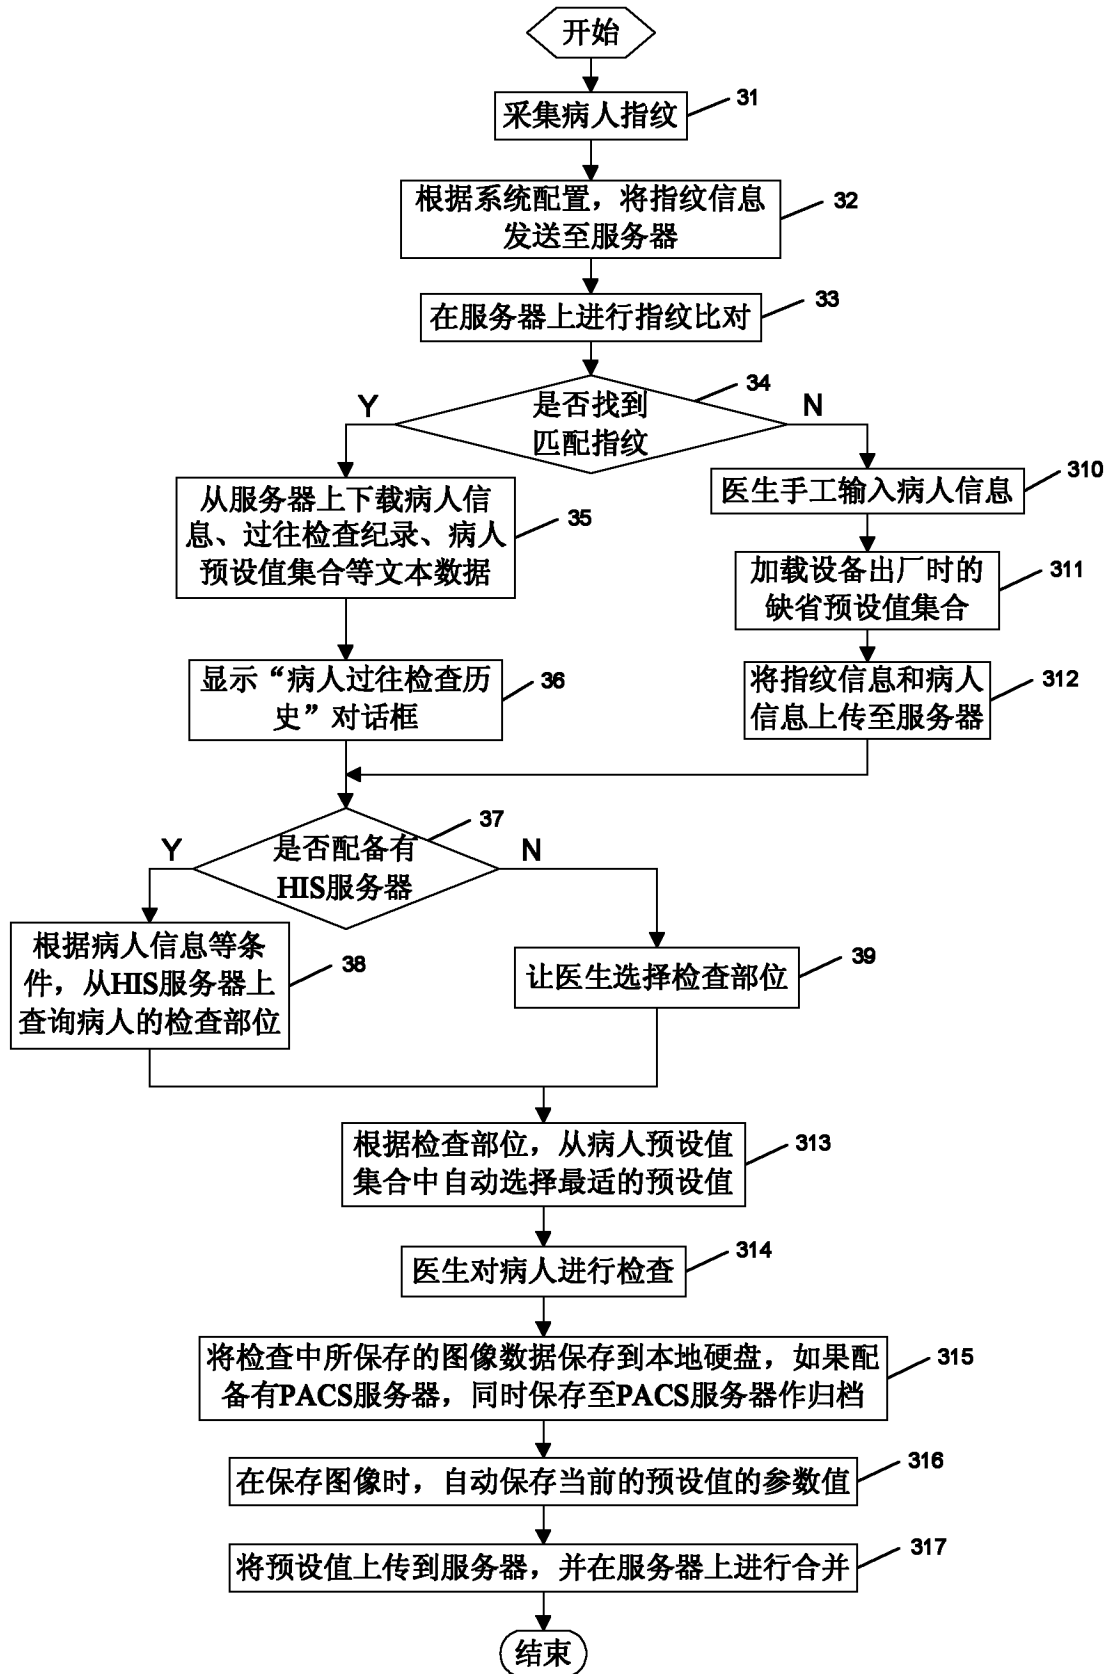 开始
采集病人指纹
31
根据系统配置，将指纹信息
发送至服务器
32
在服务器上进行指纹比对
33
是否找到
匹配指纹
34
Y
N
从服务器上下载病人信
息、过往检查纪录、病人
预设值集合等文本数据
35
医生手工输入病人信息
310
加载设备出厂时的
缺省预设值集合
311
显示“病人过往检查历
史”对话框
36
将指纹信息和病人
信息上传至服务器
312
是否配备有
HIS服务器
37
Y
N
根据病人信息等条
件，从HIS服务器上
查询病人的检查部位
38
让医生选择检查部位
39
根据检查部位，从病人预设值
集合中自动选择最适的预设值
313
医生对病人进行检查
314
将检查中所保存的图像数据保存到本地硬盘，如果配
备有PACS服务器，同时保存至PACS服务器作归档
315
在保存图像时，自动保存当前的预设值的参数值
316
将预设值上传到服务器，并在服务器上进行合并
317
结束